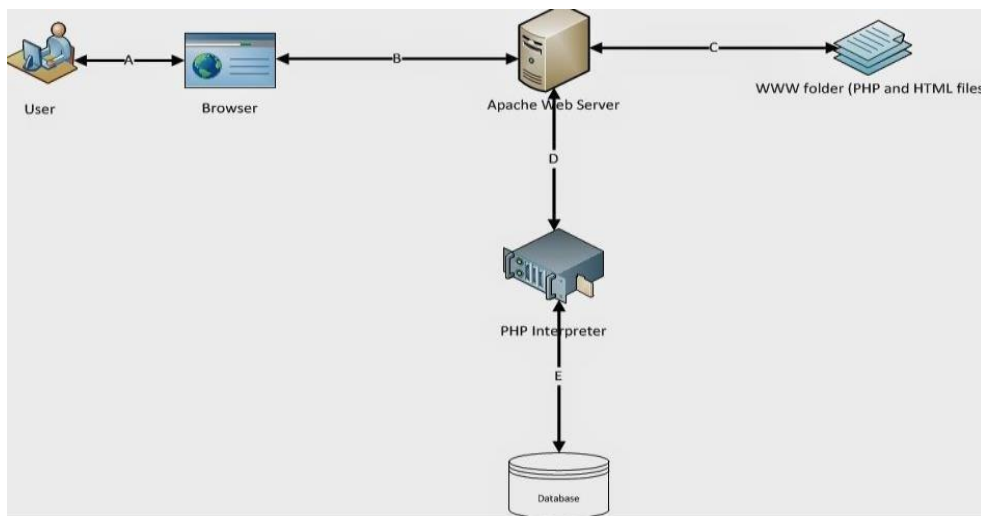 A
B
C
User
Browser
Apache Web Server
WWW folder (PHP and HTML files
D
PHP Interpreter
E
Database